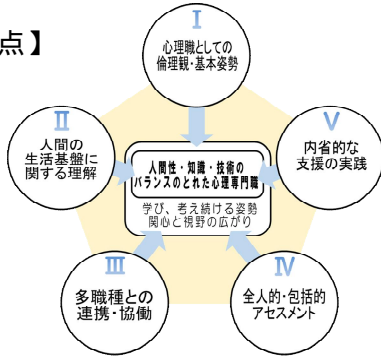 点】
Ⅰ
心理職としての
倫理観・基本姿勢
Ⅱ
人間の
生活基盤に
関する理解
Ⅴ
内省的な
支援の実践
人間性・知識・技術の
バランスのとれた心理専門職
学び、考え続ける姿勢
関心と視野の広がり
Ⅲ
多職種との
連携・協働
Ⅳ
全人的・包括的
アセスメント